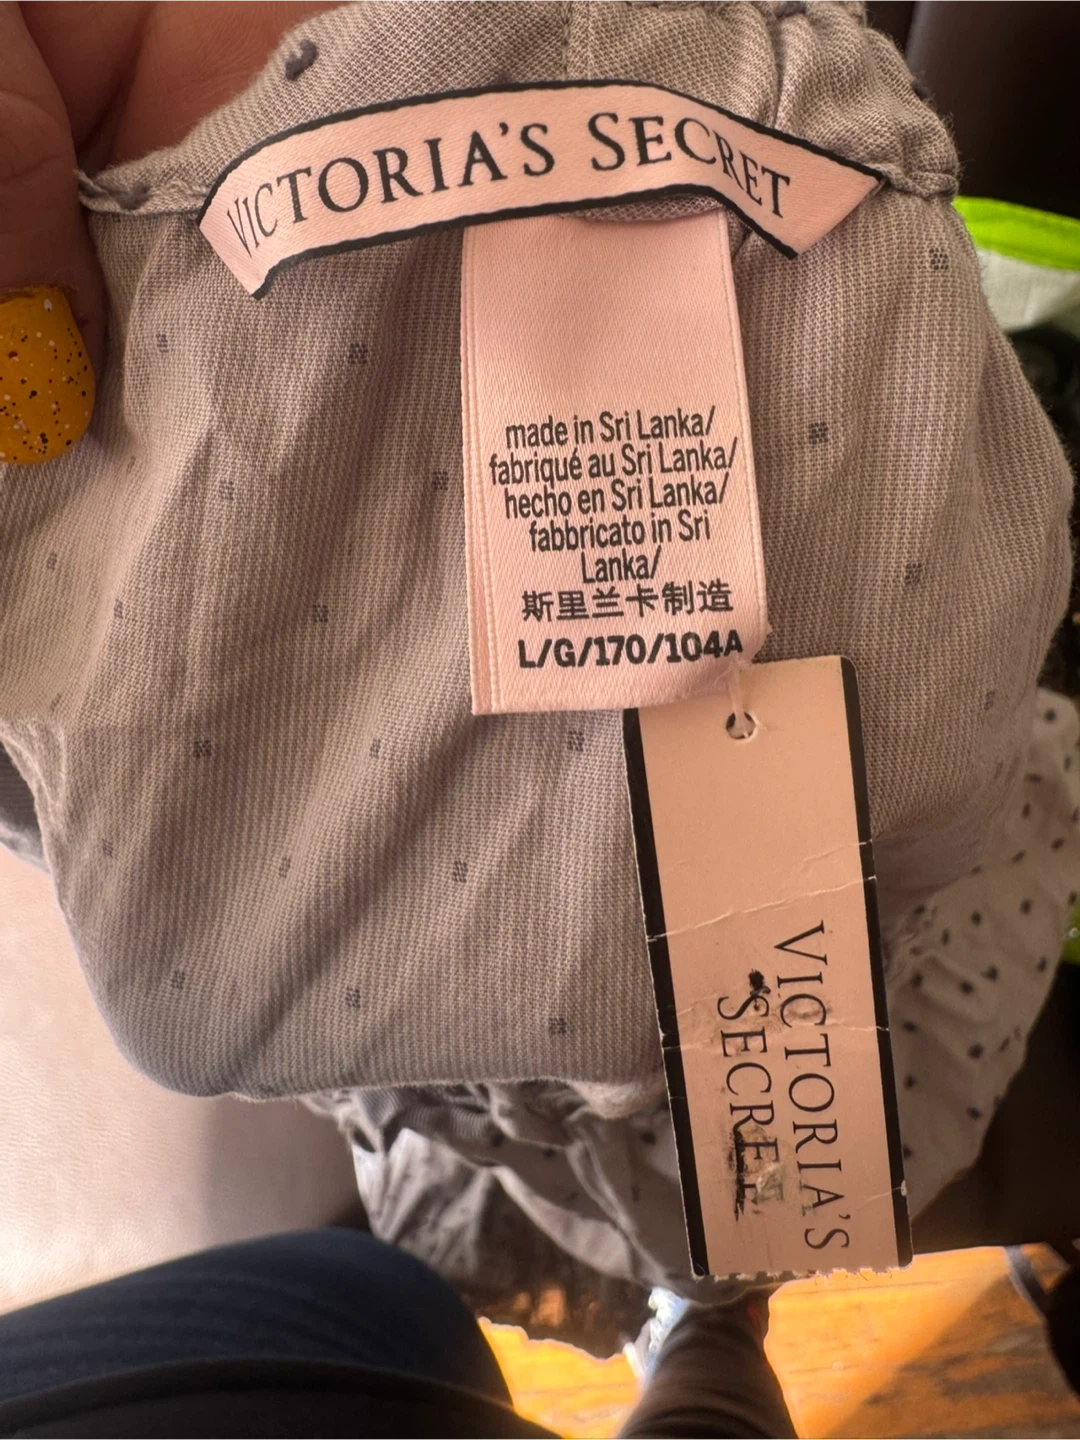 VICTORIA'S SECRET
made in Sri Lanka/
fabriqué au Sri Lanka/
hecho en Sri Lanka/
fabbricato in Sri
Lanka/
斯里兰卡制造
L/G/170/104A
VICTORIA'S
SECRET